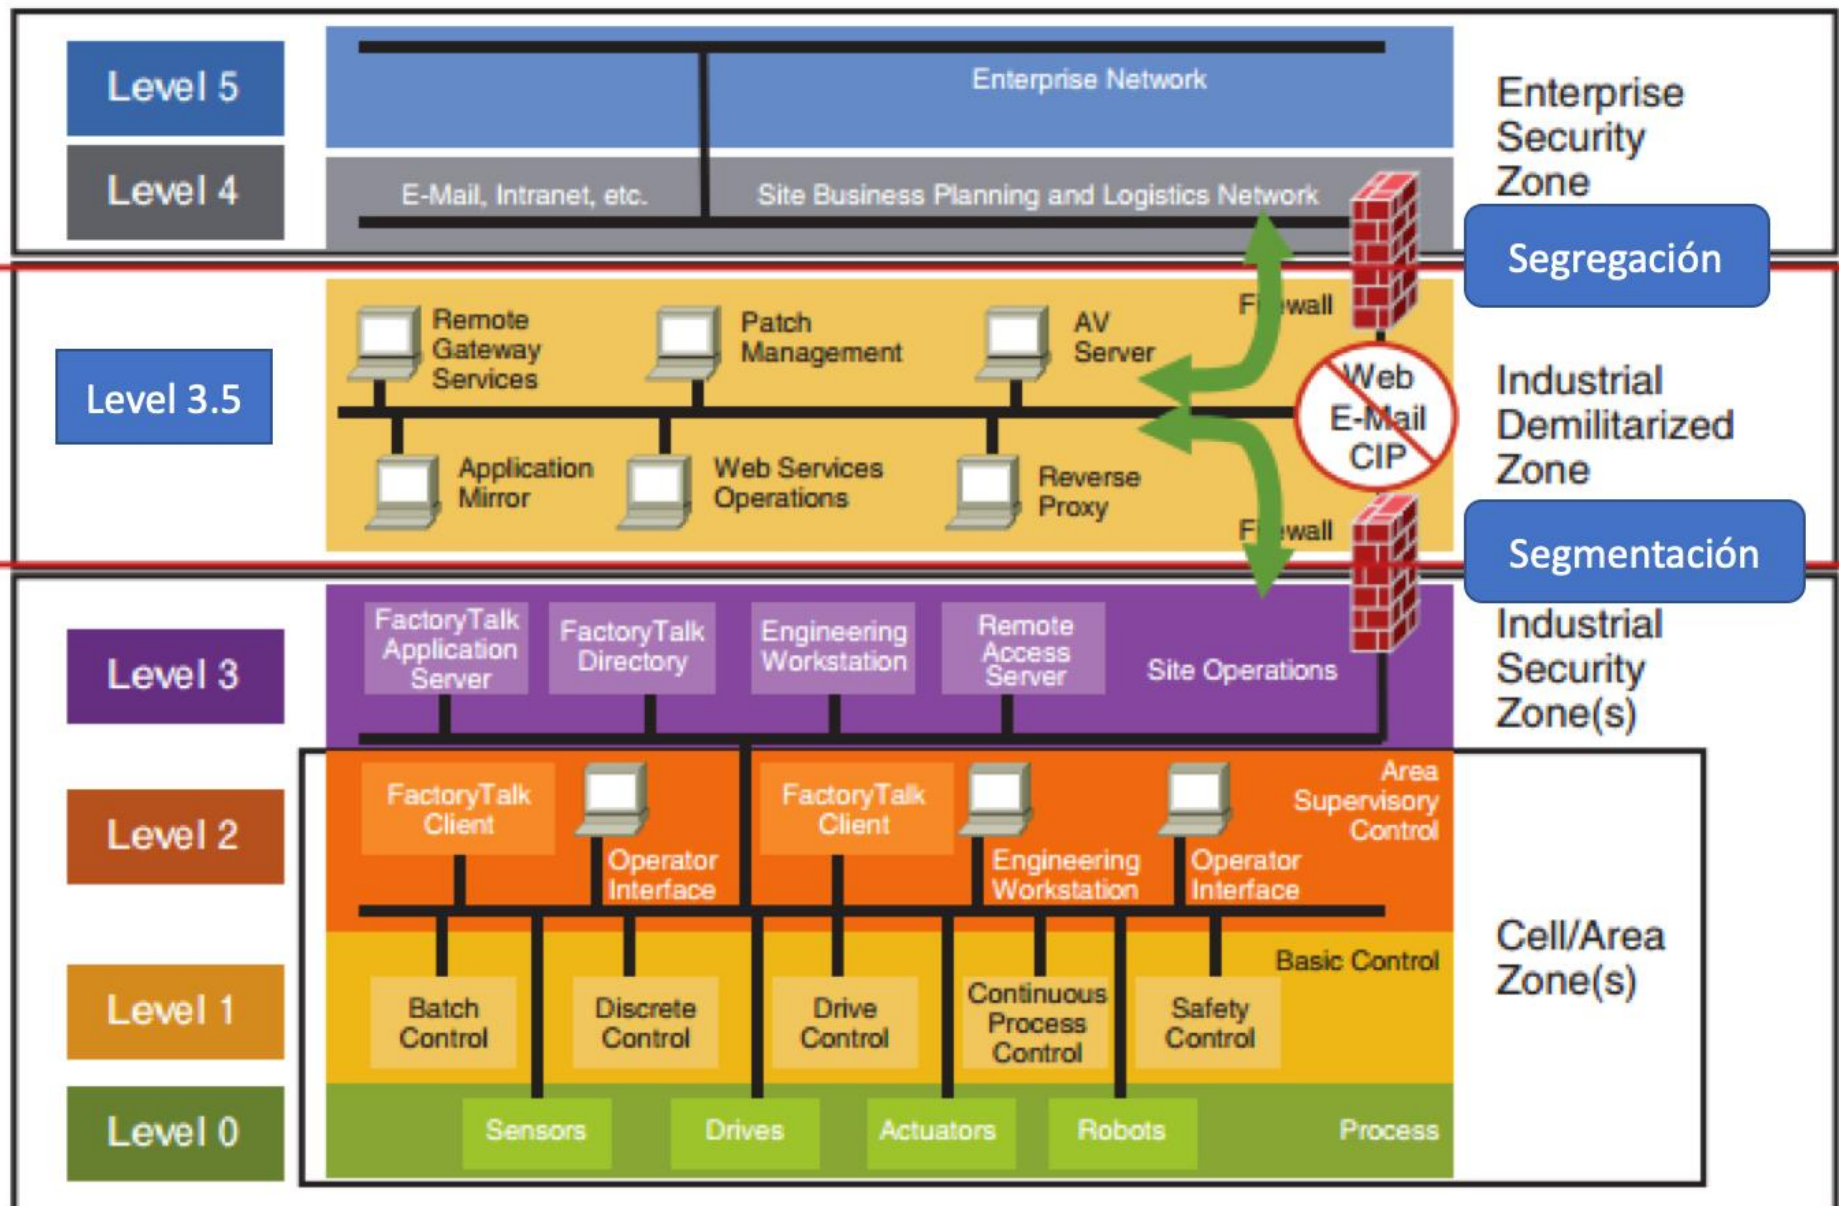 Level 5
Enterprise Network
Enterprise
Security
Zone
Level 4
E-Mail, Intranet, etc.
Site Business Planning and Logistics Network
Segregación
Level 3.5
Remote
Gateway
Services
Patch
Management
AV
Server
Firewall
Web
E-Mail
CIP
Industrial
Demilitarized
Zone
Application
Mirror
Web Services
Operations
Reverse
Proxy
Firewall
Segmentación
Level 3
FactoryTalk
Application
Server
FactoryTalk
Directory
Engineering
Workstation
Remote
Access
Server
Site Operations
Industrial
Security
Zone(s)
Level 2
FactoryTalk
Client
Operator
Interface
FactoryTalk
Client
Engineering
Workstation
Operator
Interface
Area
Supervisory
Control
Level 1
Basic Control
Batch
Control
Discrete
Control
Drive
Control
Continuous
Process
Control
Safety
Control
Cell/Area
Zone(s)
Level 0
Sensors
Drives
Actuators
Robots
Process